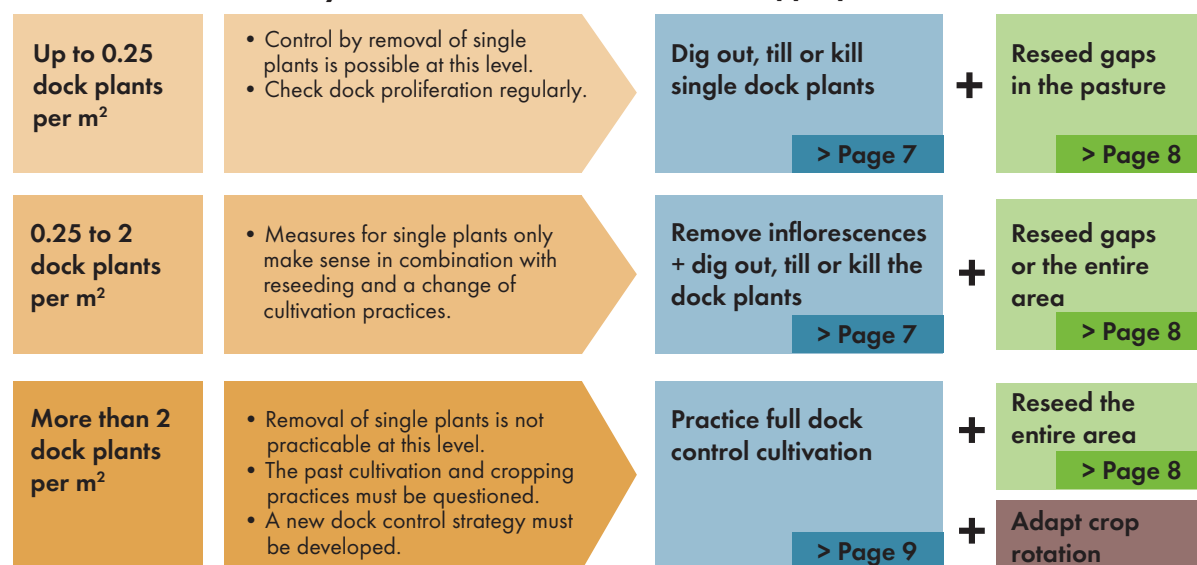 Up to 0.25
dock plants
per m²
• Control by removal of single
plants is possible at this level.
• Check dock proliferation regularly.
Dig out, till or kill
single dock plants
> Page 7
+
Reseed gaps
in the pasture
> Page 8
0.25 to 2
dock plants
per m²
• Measures for single plants only
make sense in combination with
reseeding and a change of
cultivation practices.
Remove inflorescences
+ dig out, till or kill the
dock plants
> Page 7
+
Reseed gaps
or the entire
area
> Page 8
More than 2
dock plants
per m²
• Removal of single plants is not
practicable at this level.
• The past cultivation and cropping
practices must be questioned.
• A new dock control strategy must
be developed.
Practice full dock
control cultivation
> Page 9
+
Reseed the
entire area
> Page 8
+
Adapt crop
rotation